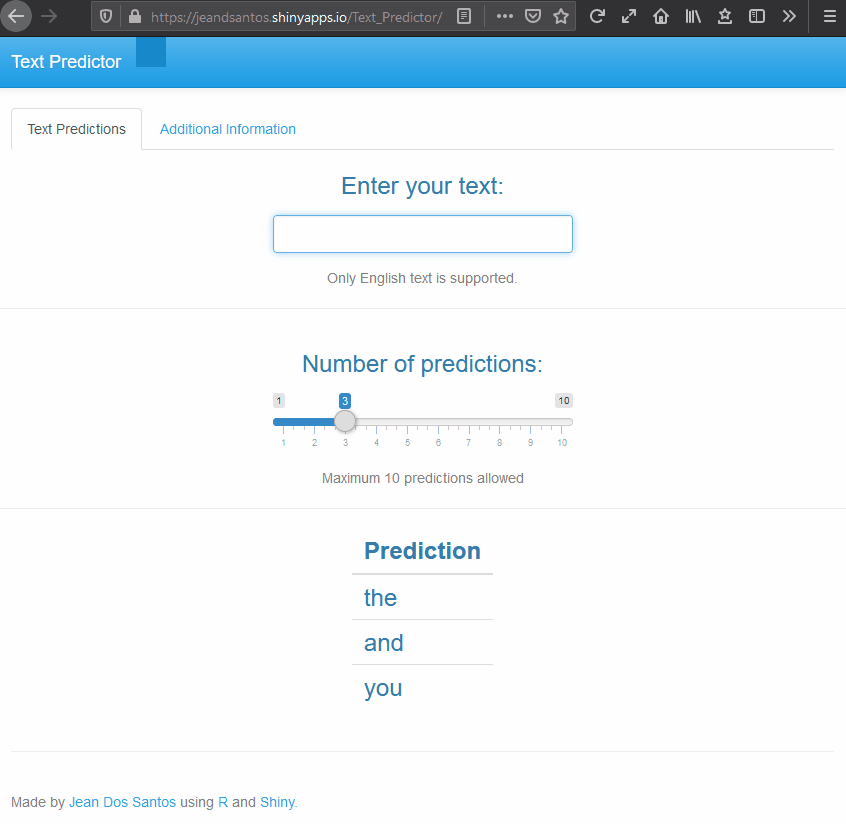 https://jeandsantos.shinyapps.io/Text_Predictor/
Text Predictor
Text Predictions Additional Information
Enter your text:
Only English text is supported.
Number of predictions:
1 3 10
1 2 3 4 5 6 7 8 9 10
Maximum 10 predictions allowed
Prediction
the
and
you
Made by Jean Dos Santos using R and Shiny.